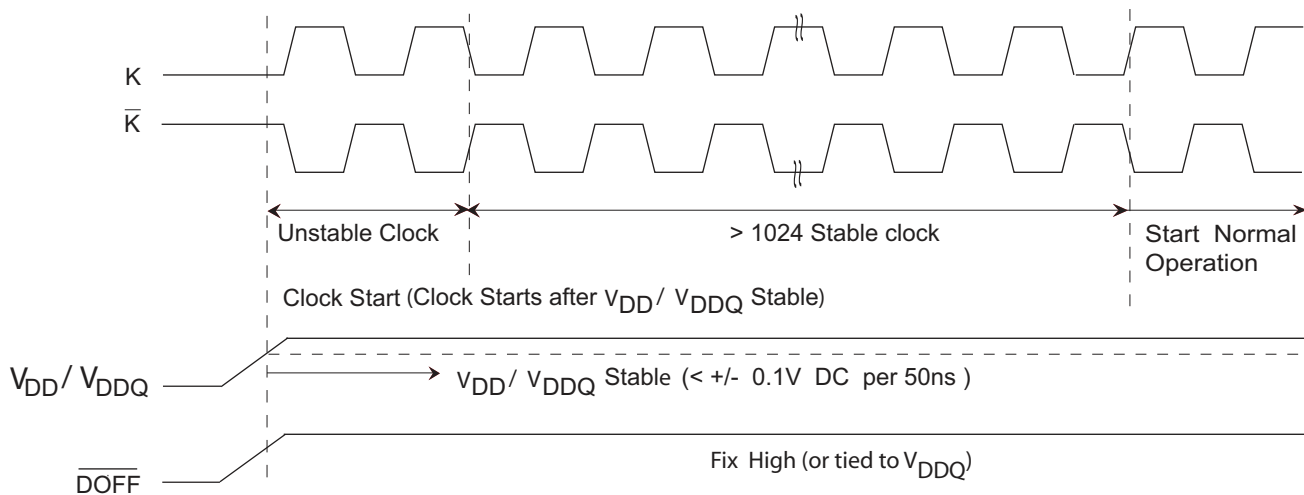 K
K̅
Unstable Clock
> 1024 Stable clock
Start Normal
Operation
Clock Start (Clock Starts after VDD / VDDQ Stable)
VDD / VDDQ
VDD / VDDQ Stable (< +/- 0.1V DC per 50ns )
D̅O̅F̅F̅
Fix High (or tied to VDDQ)